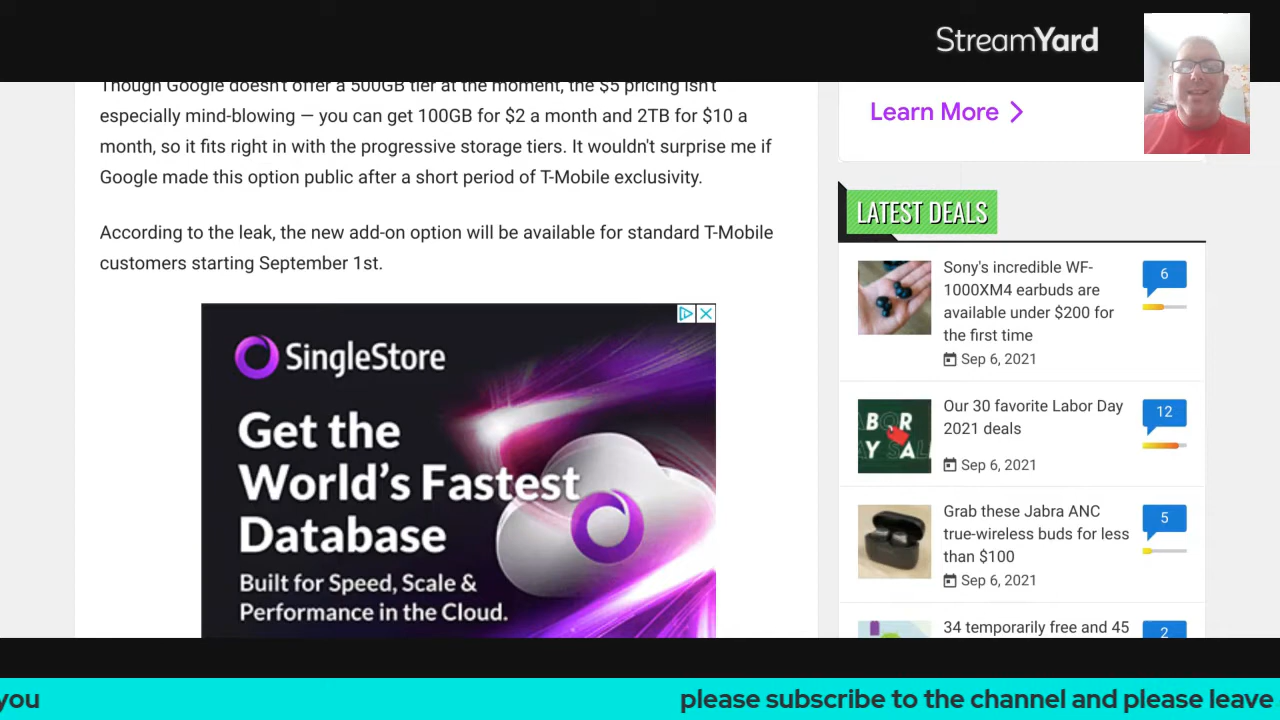 StreamYard
Though Google doesn't offer a 500GB tier at the moment, the $5 pricing isn't
especially mind-blowing — you can get 100GB for $2 a month and 2TB for $10 a
month, so it fits right in with the progressive storage tiers. It wouldn't surprise me if
Google made this option public after a short period of T-Mobile exclusivity.
According to the leak, the new add-on option will be available for standard T-Mobile
customers starting September 1st.
SingleStore
Get the
World's Fastest
Database
Built for Speed, Scale &
Performance in the Cloud.
Learn More
LATEST DEALS
Sony's incredible WF-
1000XM4 earbuds are
available under $200 for
the first time
Sep 6, 2021
6
Our 30 favorite Labor Day
2021 deals
Sep 6, 2021
12
Grab these Jabra ANC
true-wireless buds for less
than $100
Sep 6, 2021
5
34 temporarily free and 45
2
you
please subscribe to the channel and please leave